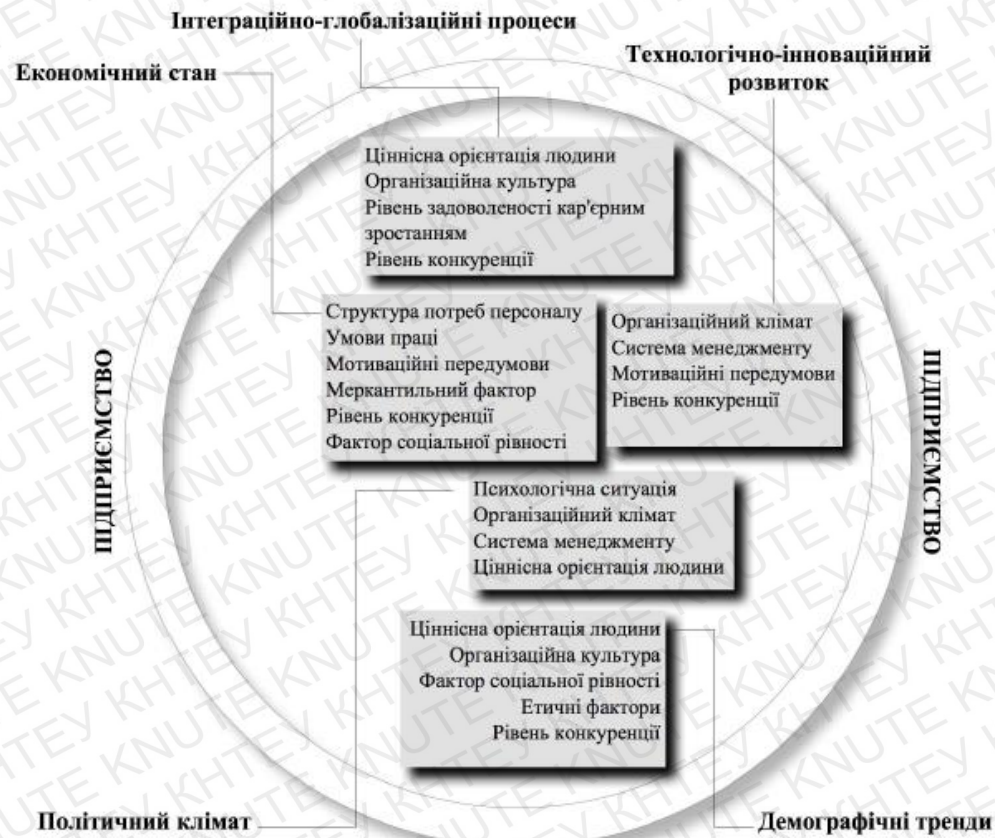 Інтеграційно-глобалізаційні процеси
Економічний стан
Технологічно-інноваційний
розвиток
Ціннісна орієнтація людини
Організаційна культура
Рівень задоволеності кар'єрним
зростанням
Рівень конкуренції
Структура потреб персоналу
Умови праці
Мотиваційні передумови
Меркантильний фактор
Рівень конкуренції
Фактор соціальної рівності
Організаційний клімат
Система менеджменту
Мотиваційні передумови
Рівень конкуренції
ПІДПРИЄМСТВО
ПІДПРИЄМСТВО
Психологічна ситуація
Організаційний клімат
Система менеджменту
Ціннісна орієнтація людини
Ціннісна орієнтація людини
Організаційна культура
Фактор соціальної рівності
Етичні фактори
Рівень конкуренції
Політичний клімат
Демографічні тренди